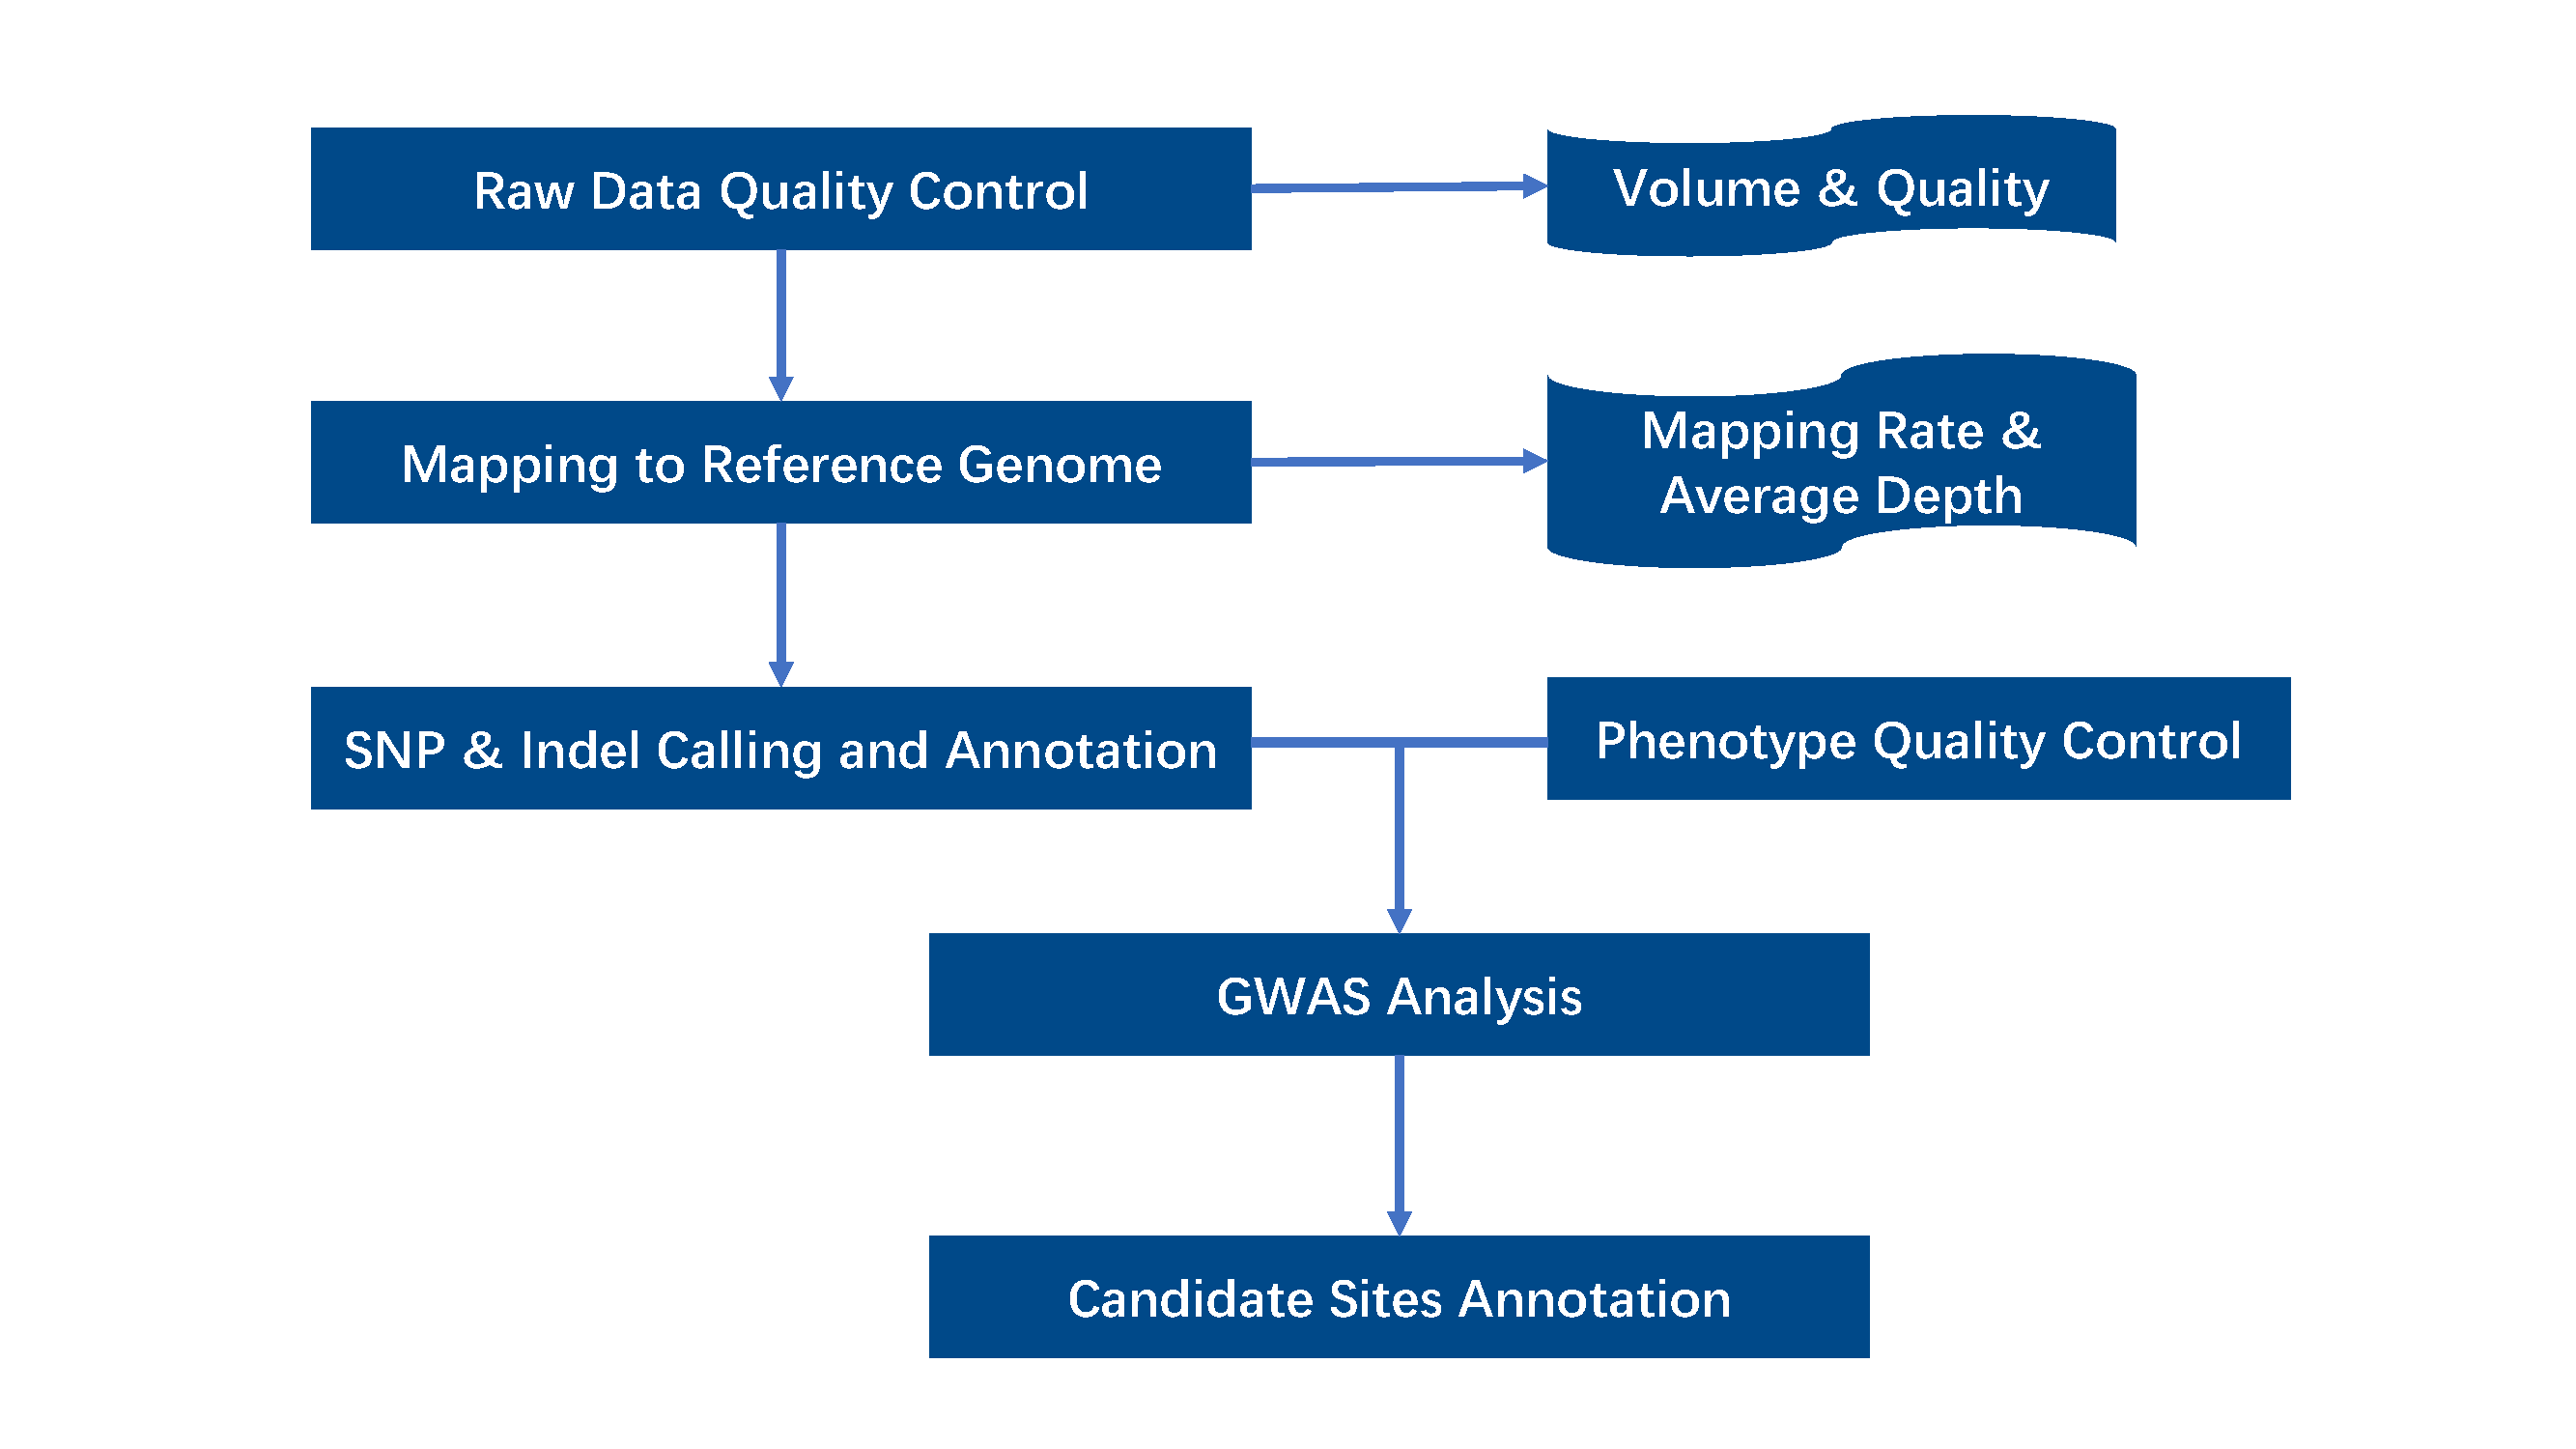 Raw Data Quality Control
Volume & Quality
Mapping to Reference Genome
Mapping Rate &
Average Depth
SNP & Indel Calling and Annotation
Phenotype Quality Control
GWAS Analysis
Candidate Sites Annotation